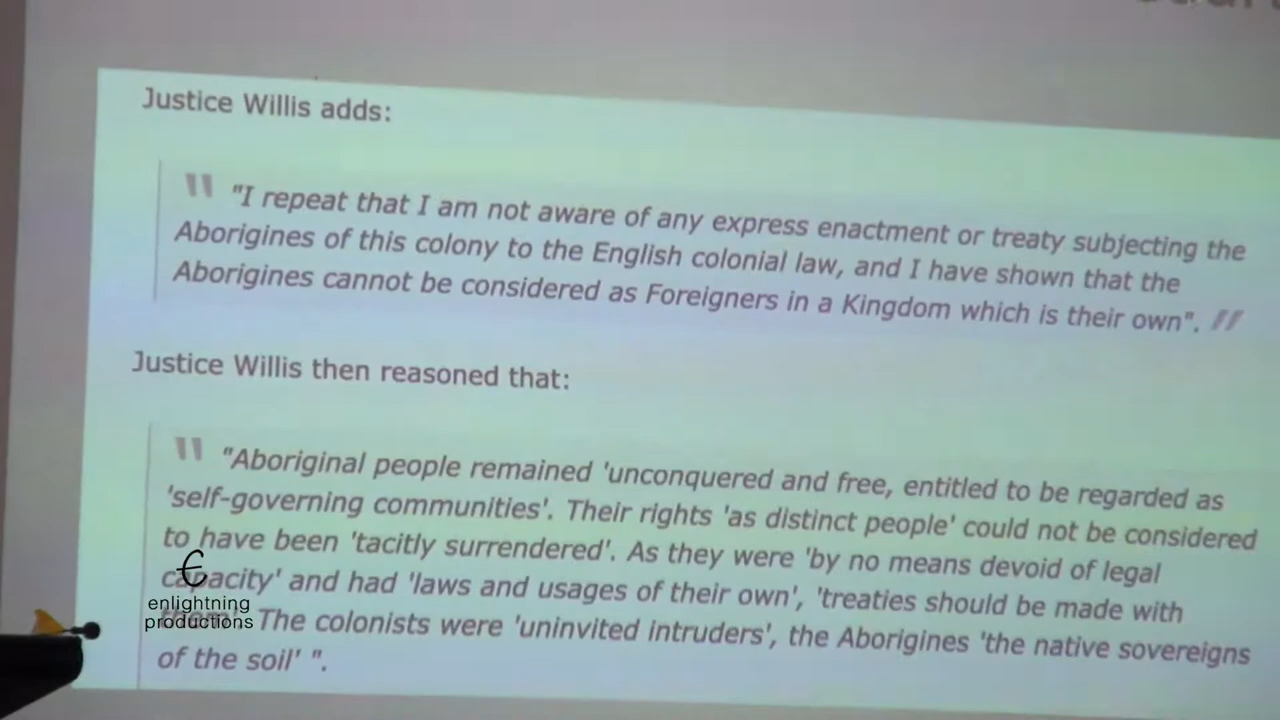 Justice Willis adds:
"I repeat that I am not aware of any express enactment or treaty subjecting the
Aborigines of this colony to the English colonial law, and I have shown that the
Aborigines cannot be considered as Foreigners in a Kingdom which is their own".
Justice Willis then reasoned that:
"Aboriginal people remained 'unconquered and free, entitled to be regarded as
'self-governing communities'. Their rights 'as distinct people' could not be considered
to have been 'tacitly surrendered'. As they were 'by no means devoid of legal
capacity' and had 'laws and usages of their own', 'treaties should be made with
The colonists were 'uninvited intruders', the Aborigines 'the native sovereigns
of the soil' ".
enlightning
productions